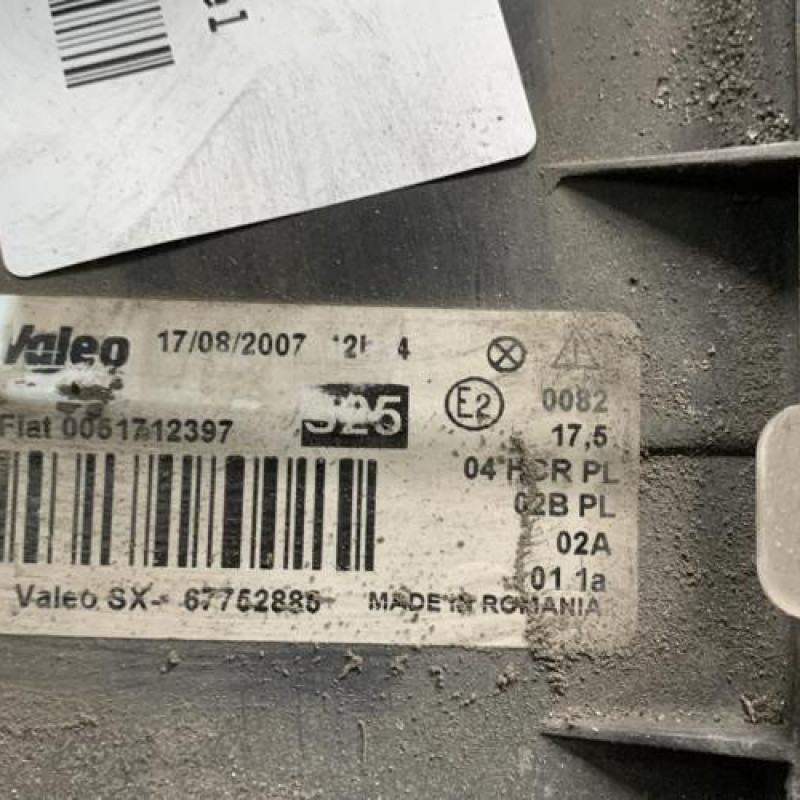 Valeo 17/08/2007 4
Fiat 0051712397 325 E2 0082
17,5
04 HCR PL
02B PL
02A
01 1a
Valeo SX- 67752885 MADE IN ROMANIA